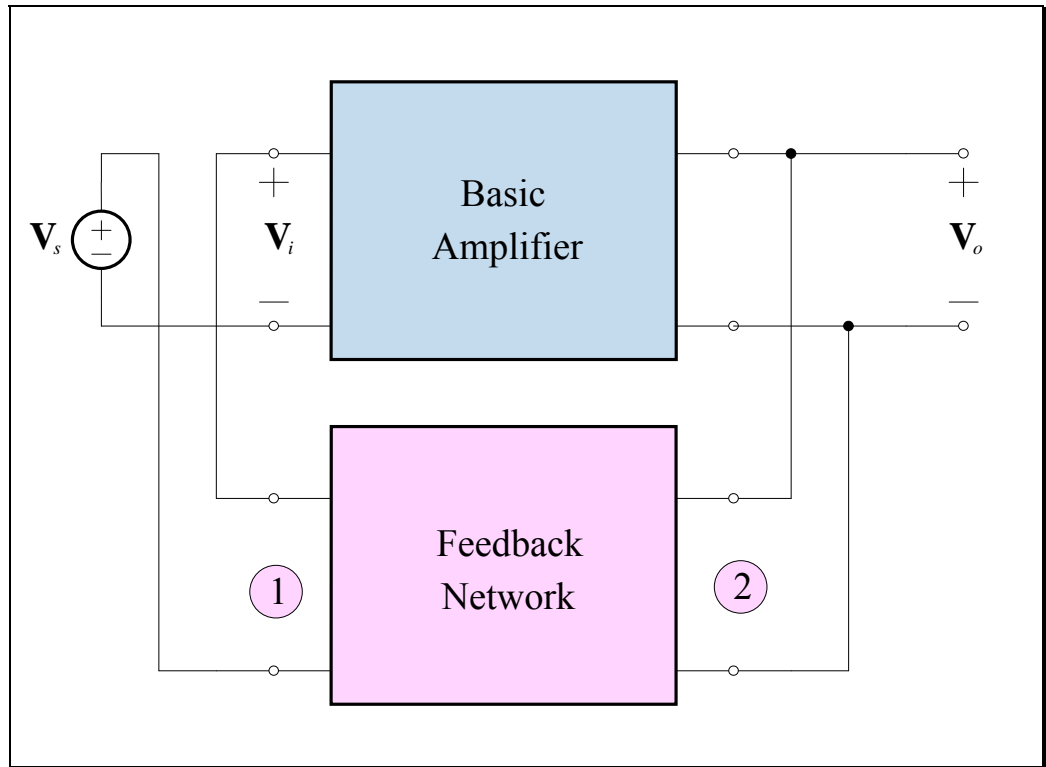 Basic
Amplifier
+
+
V_s
+
−
V_i
V_o
−
−
Feedback
Network
1
2